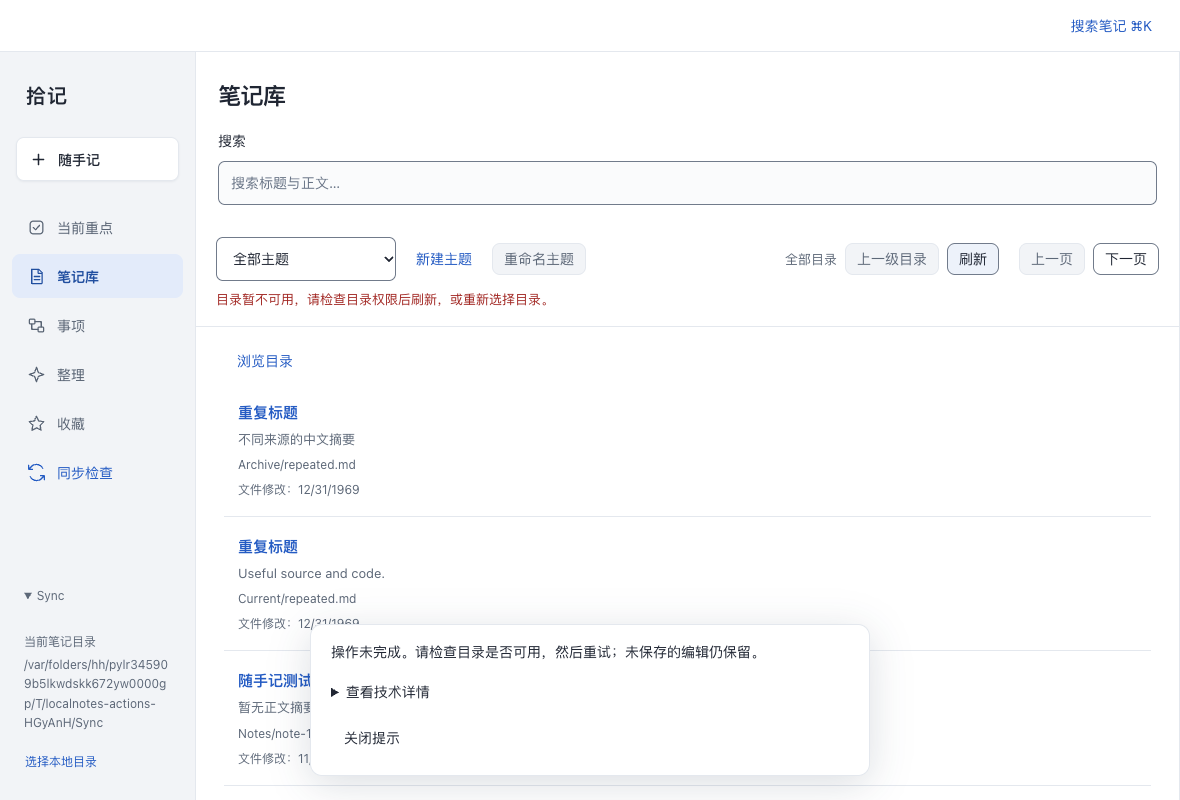 搜索笔记 ⌘K
拾记
随手记
当前重点
笔记库
事项
整理
收藏
同步检查
Sync
当前笔记目录
/var/folders/hh/pylr34590
9b5lkwdskk672yw0000g
p/T/localnotes-actions-
HGyAnH/Sync
选择本地目录
笔记库
搜索
搜索标题与正文...
全部主题
新建主题
重命名主题
全部目录
上一级目录
刷新
上一页
下一页
目录暂不可用，请检查目录权限后刷新，或重新选择目录。
浏览目录
重复标题
不同来源的中文摘要
Archive/repeated.md
文件修改：12/31/1969
重复标题
Useful source and code.
Current/repeated.md
文件修改：12/31/1969
随手记测试
暂无正文摘要
Notes/note-1
文件修改：11/
操作未完成。请检查目录是否可用，然后重试；未保存的编辑仍保留。
查看技术详情
关闭提示